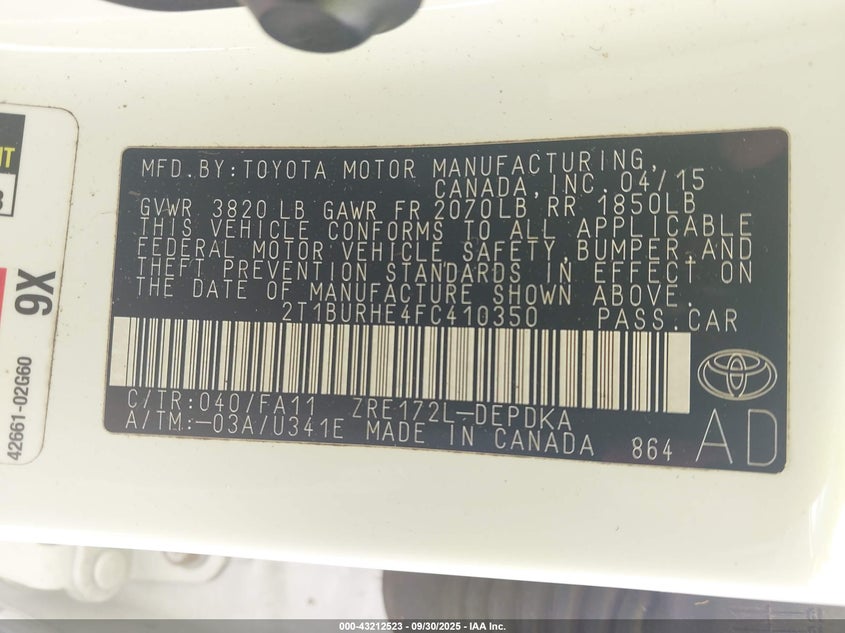 MFD.BY:TOYOTA MOTOR MANUFACTURING,
CANADA, INC. 04/15
GVWR 3820 LB GAWR FR 2070LB RR 1850LB
THIS VEHICLE CONFORMS TO ALL APPLICABLE
FEDERAL MOTOR VEHICLE SAFETY,BUMPER,AND
THEFT PREVENTION STANDARDS IN EFFECT ON
THE DATE OF MANUFACTURE SHOWN ABOVE.
2T1BURHE4FC410350 PASS.CAR
C/TR:040/FA11 ZRE172L-DEPDKA
A/TM:-03A/U341E MADE IN CANADA 864
AD
9X
42661-02G60
000-43212523 - 09/30/2025 - IAA Inc.